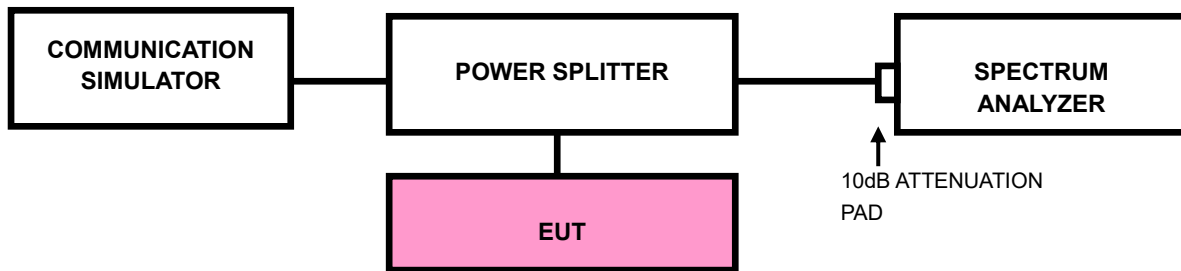 COMMUNICATION
SIMULATOR
POWER SPLITTER
SPECTRUM
ANALYZER
10dB ATTENUATION
PAD
EUT